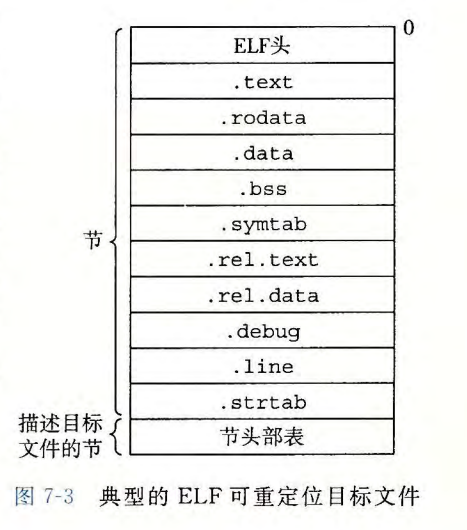 0
ELF头
.text
.rodata
.data
.bss
.symtab
.rel.text
.rel.data
.debug
.line
.strtab
节头部表
节
描述目标
文件的节
图 7-3 典型的 ELF 可重定位目标文件